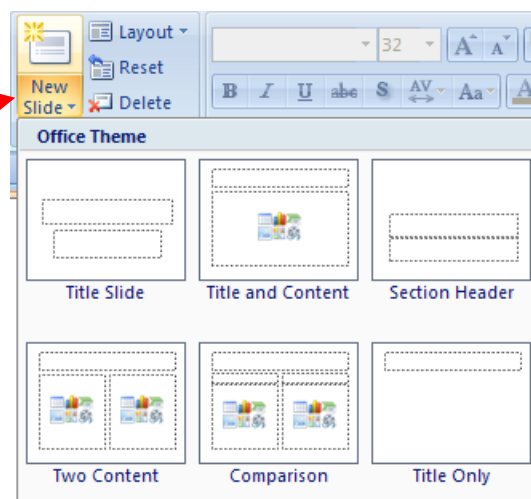 Layout
Reset
New
Slide
Delete
32
A A
B I U abc S AV Aa A
Office Theme
Title Slide
Title and Content
Section Header
Two Content
Comparison
Title Only